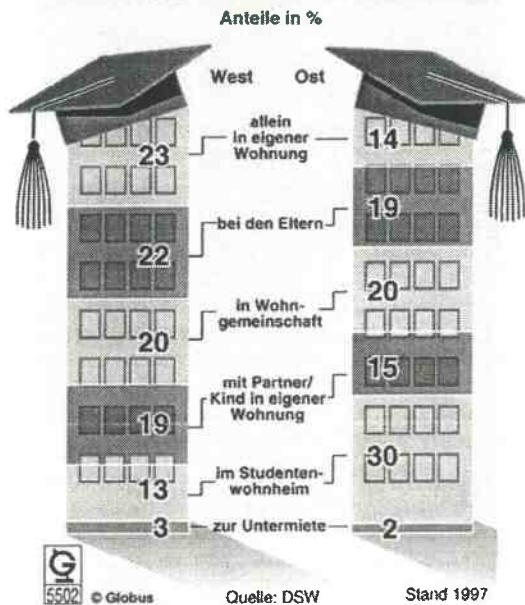 Anteile in %
West Ost
allein
in eigener
Wohnung
23
14
bei den Eltern
22
19
in Wohn-
gemeinschaft
20
20
mit Partner/
Kind in eigener
Wohnung
19
15
im Studenten-
wohnheim
13
30
zur Untermiete
3
2
G
5502 © Globus
Quelle: DSW
Stand 1997